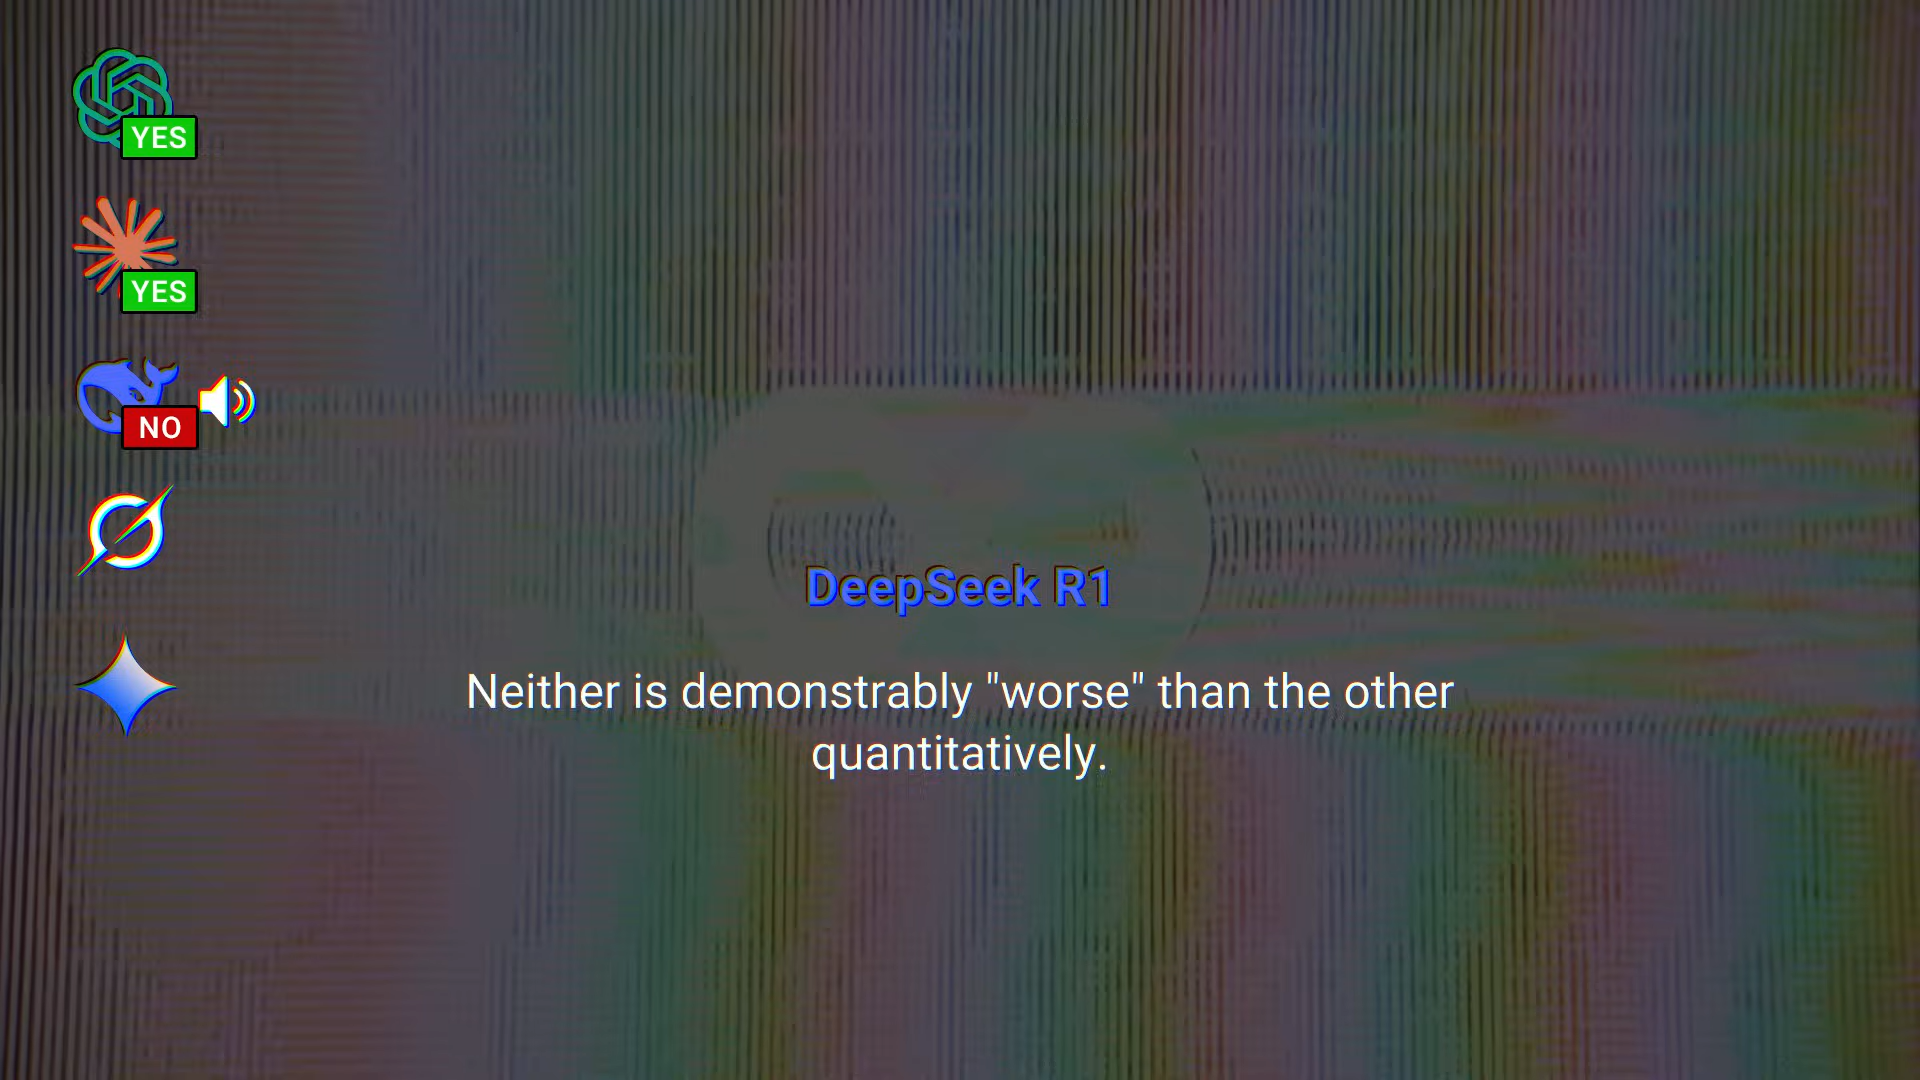 YES
YES
NO
DeepSeek R1
Neither is demonstrably "worse" than the other
quantitatively.